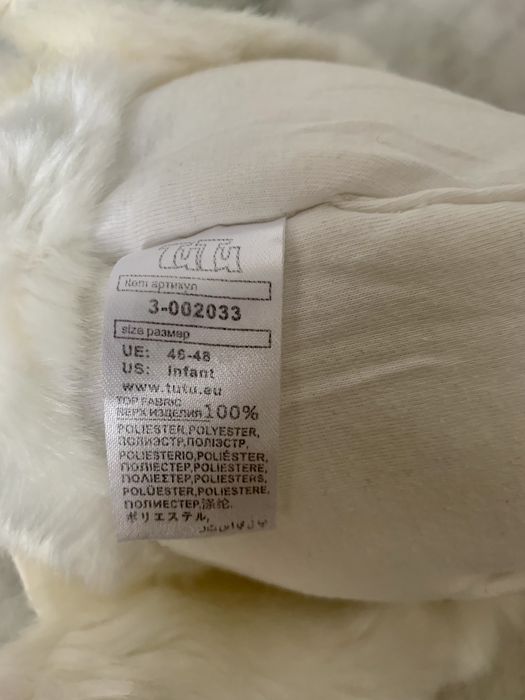 TuTu
item артикул
3-002033
size размер
UE: 46-48
US: Infant
www.tutu.eu
TOP FABRIC
ВЕРХ ИЗДЕЛИЯ 100%
POLIESTER, POLYESTER,
ПОЛИЭСТР, ПОЛІЭСТР,
POLIESTERIO, POLIÉSTER,
ПОЛІЕСТЕР, POLIESTERE,
ΠΟΛΙΕΣΤΕΡ, POLIESTERS,
POLÜESTER, POLIESTERE,
ПОЛИЕСТЕР, 涤纶,
ポリエステル,